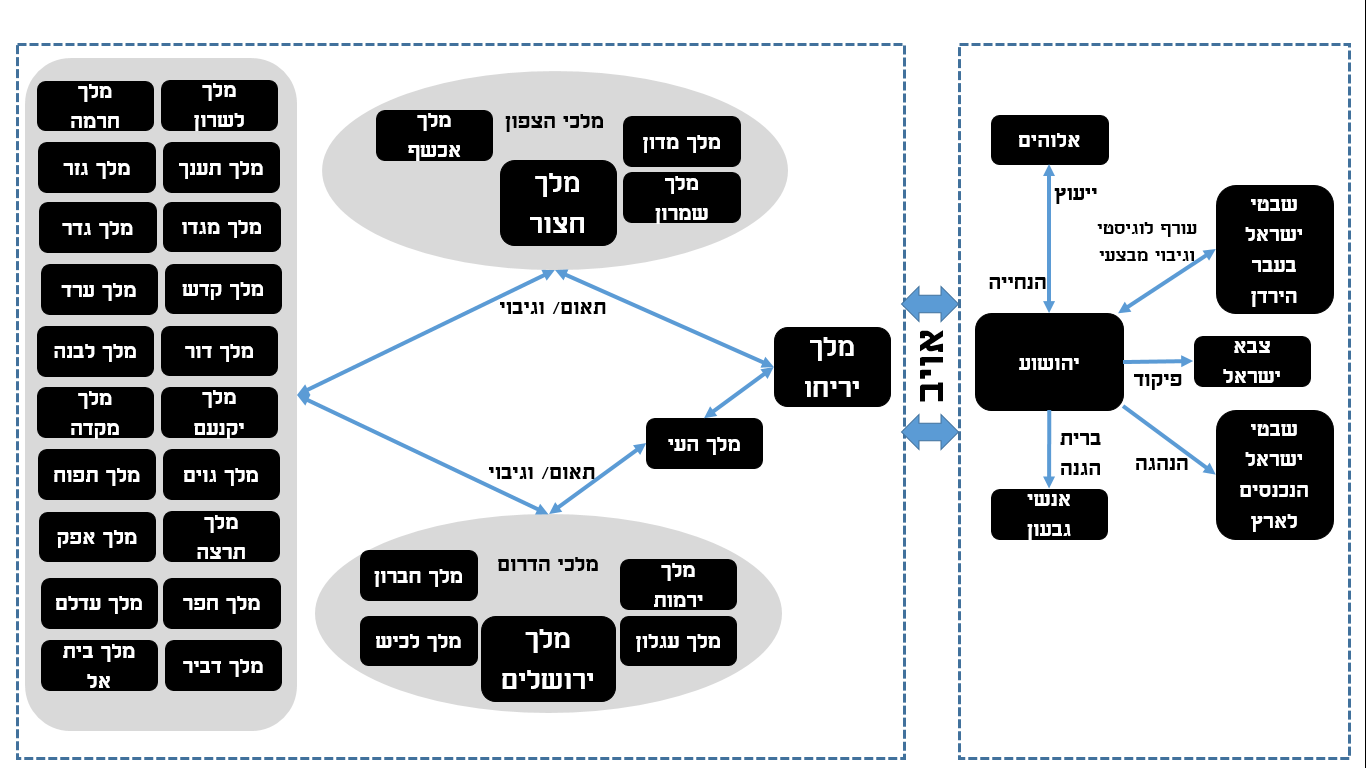 אלוהים
ייעוץ
הנחייה
שבטי
ישראל
בעבר
הירדן
עורף לוגיסטי
וגיבוי מבצעי
יהושוע
צבא
ישראל
פיקוד
ברית
הגנה
הנהגה
שבטי
ישראל
הנכנסים
לארץ
אנשי
גבעון
אויב
מלכי הצפון
מלך מדון
מלך
אכשף
מלך
חצור
מלך
שמרון
תאום/ וגיבוי
מלך
יריחו
מלך העי
תאום/ וגיבוי
מלכי הדרום
מלך
ירמות
מלך חברון
מלך עגלון
מלך
ירושלים
מלך לכיש
מלך
לשרון
מלך
חרמה
מלך תענך
מלך גזר
מלך מגדו
מלך גדר
מלך קדש
מלך ערד
מלך דור
מלך לבנה
מלך
יקנעם
מלך
מקדה
מלך גוים
מלך תפוח
מלך
תרצה
מלך אפק
מלך חפר
מלך עדלם
מלך דביר
מלך בית
אל